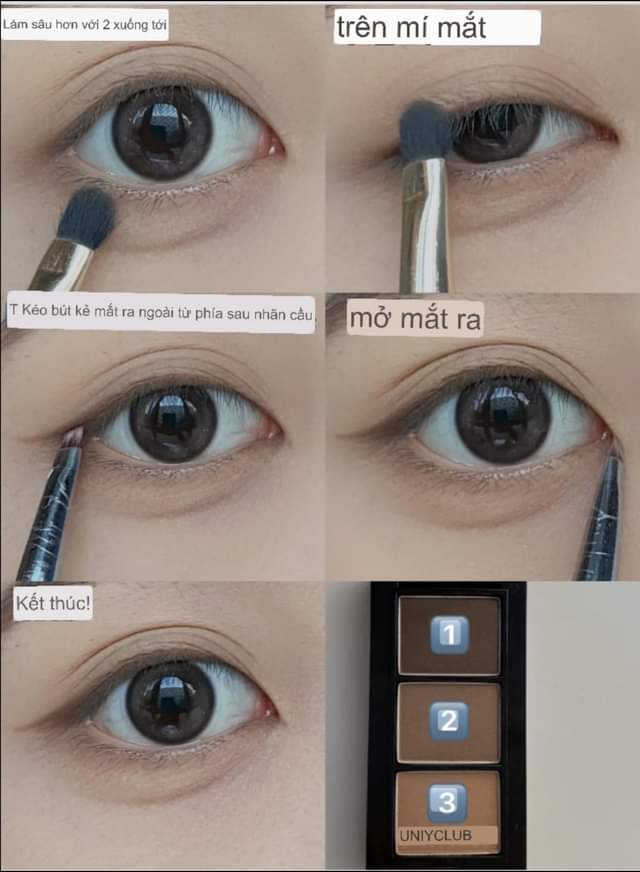 Làm sâu hơn với 2 xuống tới
trên mí mắt
T Kéo bút kẻ mắt ra ngoài từ phía sau nhãn cầu.
mở mắt ra
Kết thúc!
1
2
3
UNIYCLUB